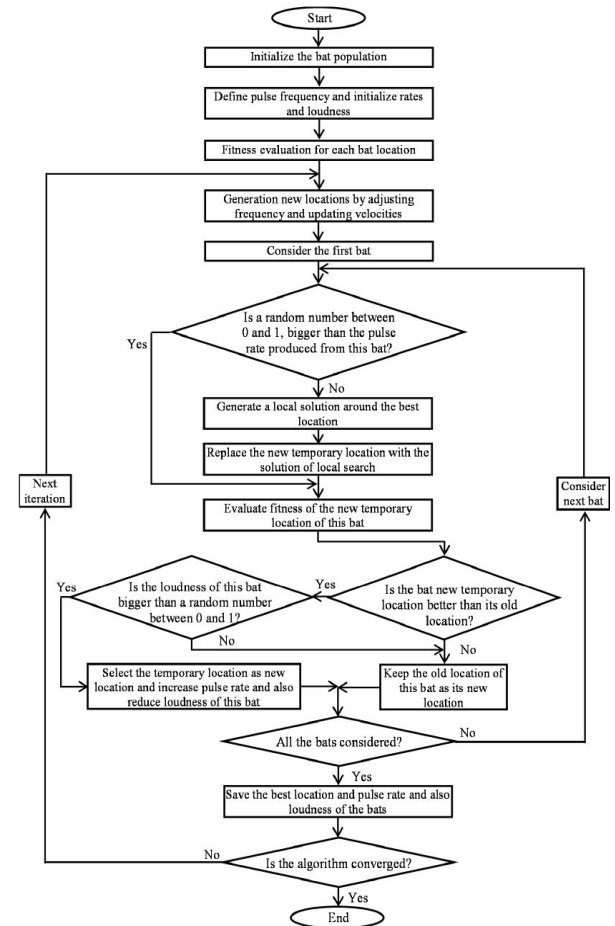 Start
Initialize the bat population
Define pulse frequency and initialize rates
and loudness
Fitness evaluation for each bat location
Generation new locations by adjusting
frequency and updating velocities
Consider the first bat
Is a random number between
0 and 1, bigger than the pulse
rate produced from this bat?
Yes
No
Generate a local solution around the best
location
Replace the new temporary location with the
solution of local search
Next
iteration
Consider
next bat
Evaluate fitness of the new temporary
location of this bat
Yes
Is the loudness of this bat
bigger than a random number
between 0 and 1?
Yes
Is the bat new temporary
location better than its old
location?
No
No
Select the temporary location as new
location and increase pulse rate and also
reduce loudness of this bat
Keep the old location of
this bat as its new
location
All the bats considered?
No
Yes
Save the best location and pulse rate and also
loudness of the bats
No
Is the algorithm converged?
Yes
End